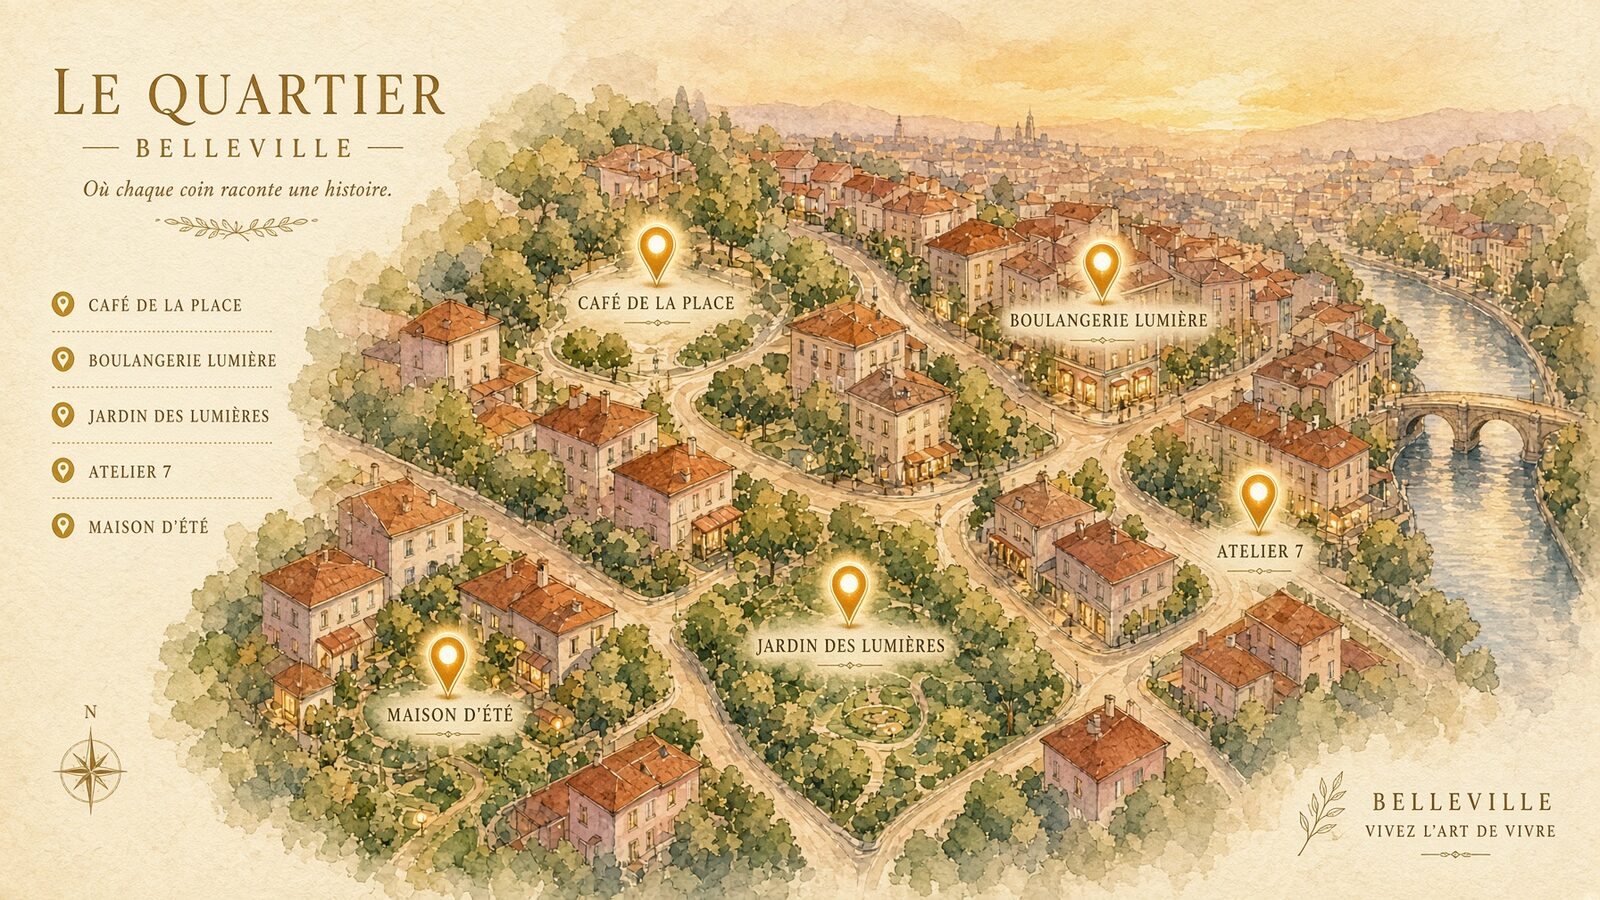 LE QUARTIER
BELLEVILLE
Où chaque coin raconte une histoire.
CAFÉ DE LA PLACE
BOULANGERIE LUMIÈRE
JARDIN DES LUMIÈRES
ATELIER 7
MAISON D'ÉTÉ
N
CAFÉ DE LA PLACE
BOULANGERIE LUMIÈRE
ATELIER 7
JARDIN DES LUMIÈRES
MAISON D'ÉTÉ
BELLEVILLE
VIVEZ L'ART DE VIVRE